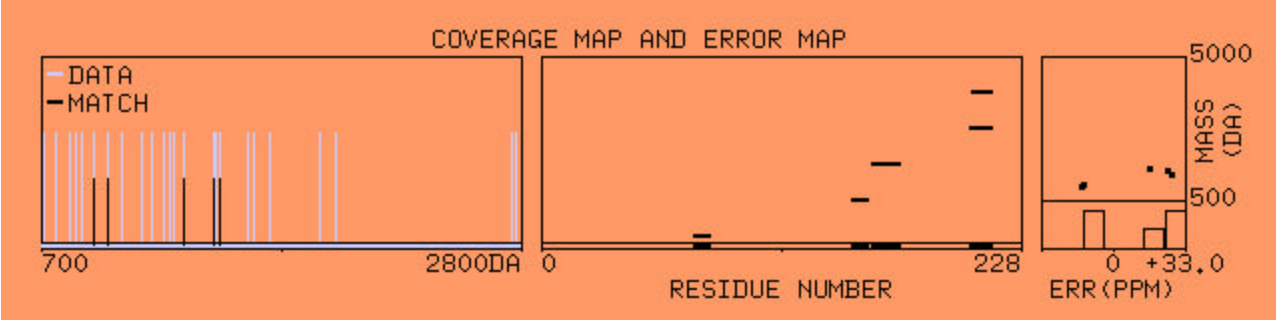 COVERAGE MAP AND ERROR MAP
DATA
MATCH
700
2800DA
0
228
RESIDUE NUMBER
5000
500
MASS
(DA)
0
+33.0
ERR(PPM)